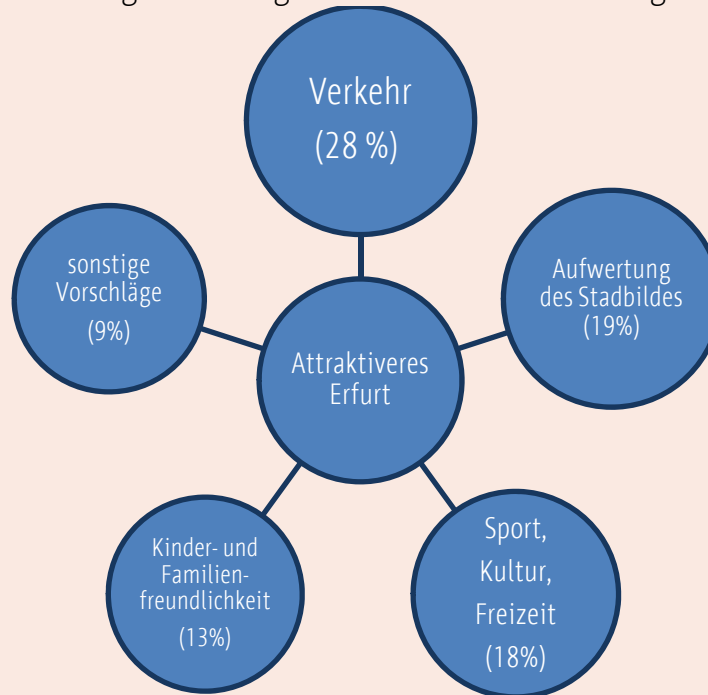 Verkehr
(28 %)
Aufwertung
des Stadbildes
(19%)
sonstige
Vorschläge
(9%)
Attraktiveres
Erfurt
Sport,
Kultur,
Freizeit
(18%)
Kinder- und
Familien-
freundlichkeit
(13%)